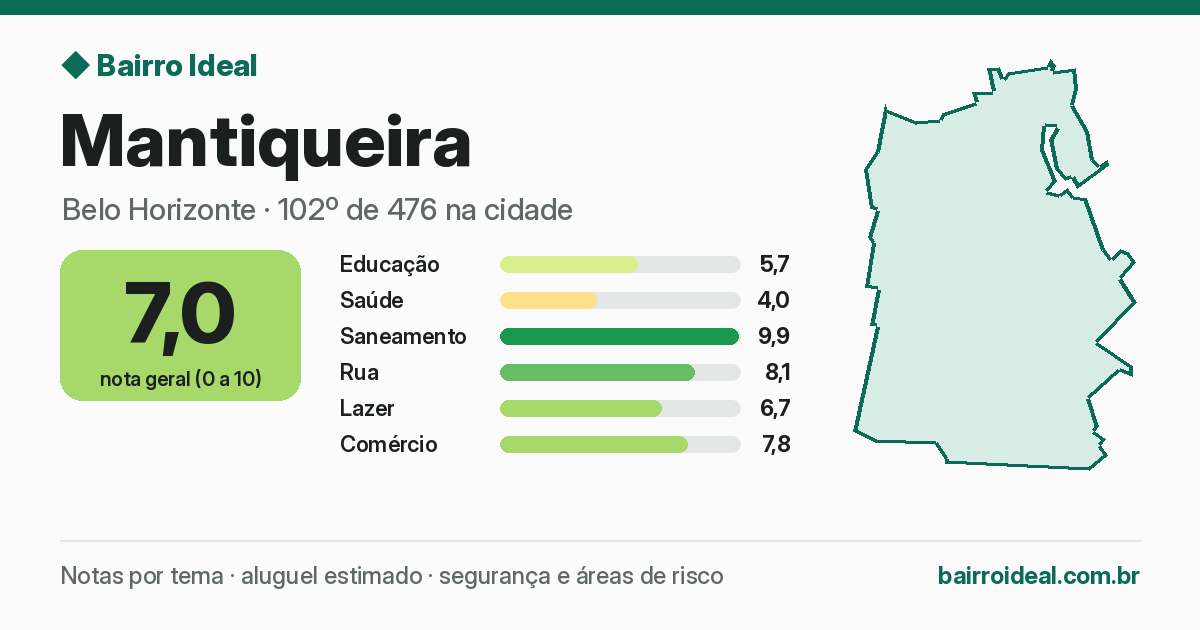 Bairro Ideal
Mantiqueira
Belo Horizonte · 102º de 476 na cidade
7,0
nota geral (0 a 10)
Educação 5,7
Saúde 4,0
Saneamento 9,9
Rua 8,1
Lazer 6,7
Comércio 7,8
Notas por tema · aluguel estimado · segurança e áreas de risco
bairroideal.com.br